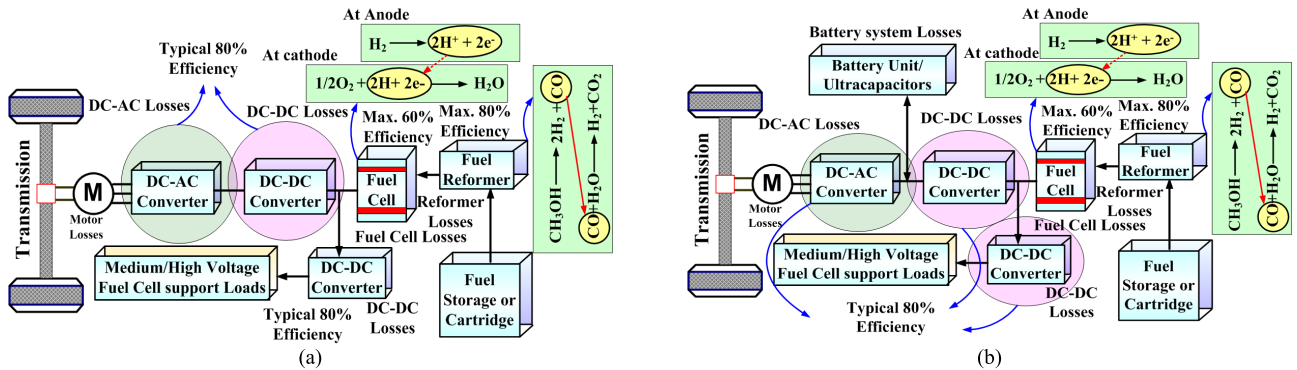 At Anode
H₂ → 2H⁺ + 2e⁻
At cathode
1/2O₂ + 2H+ 2e- → H₂O
Typical 80%
Efficiency
DC-AC Losses
DC-DC Losses
Max. 60%
Efficiency
Max. 80%
Efficiency
Transmission
M
Motor
Losses
DC-AC
Converter
DC-DC
Converter
Fuel
Cell
Fuel
Reformer
Reformer
Losses
Fuel Cell Losses
CH₃OH → 2H₂ + CO
CO+H₂O → H₂+CO₂
Medium/High Voltage
Fuel Cell support Loads
DC-DC
Converter
DC-DC
Losses
Typical 80%
Efficiency
Fuel
Storage or
Cartridge
(a)
At Anode
H₂ → 2H⁺ + 2e⁻
At cathode
1/2O₂ + 2H+ 2e- → H₂O
Battery system Losses
Battery Unit/
Ultracapacitors
DC-AC Losses
DC-DC Losses
Max. 60%
Efficiency
Max. 80%
Efficiency
Transmission
M
Motor
Losses
DC-AC
Converter
DC-DC
Converter
Fuel
Cell
Fuel
Reformer
Reformer
Losses
Fuel Cell Losses
CH₃OH → 2H₂ + CO
CO+H₂O → H₂+CO₂
Medium/High Voltage
Fuel Cell support Loads
DC-DC
Converter
DC-DC
Losses
Typical 80%
Efficiency
Fuel
Storage or
Cartridge
(b)